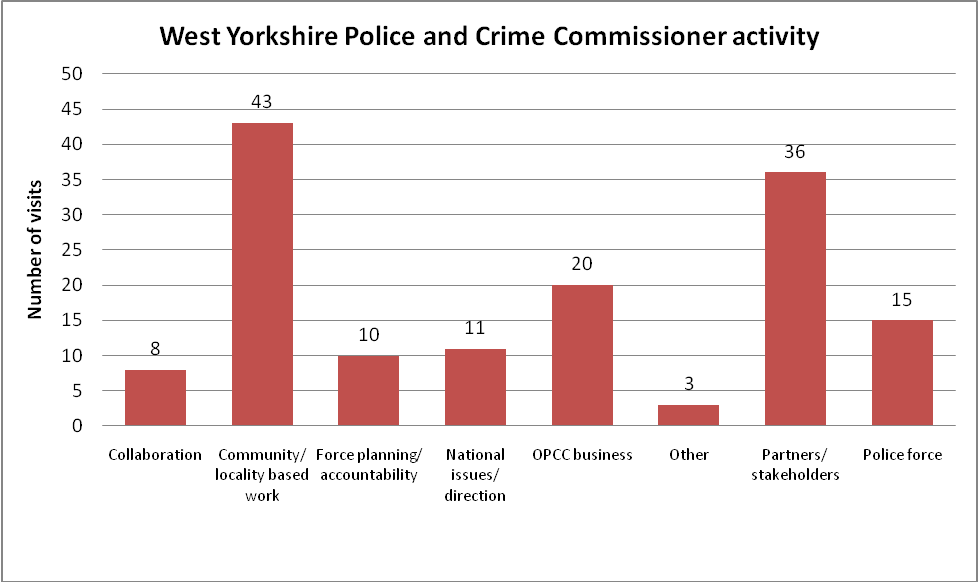 West Yorkshire Police and Crime Commissioner activity
Number of visits
50
45
40
35
30
25
20
15
10
5
0
8
43
10
11
20
3
36
15
Collaboration
Community/
locality based
work
Force planning/
accountability
National
issues/
direction
OPCC business
Other
Partners/
stakeholders
Police force